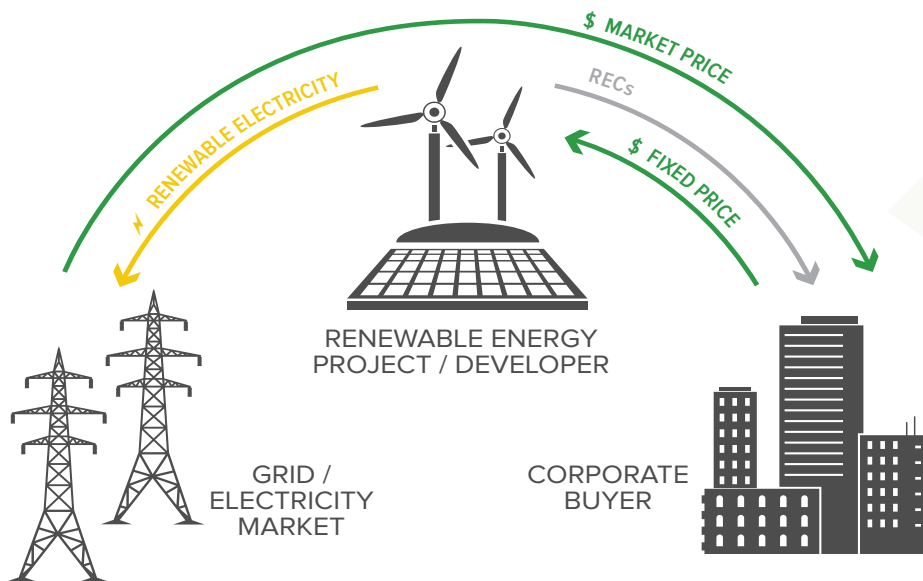 $ MARKET PRICE
RECs
RENEWABLE ELECTRICITY
$ FIXED PRICE
RENEWABLE ENERGY
PROJECT / DEVELOPER
GRID /
ELECTRICITY
MARKET
CORPORATE
BUYER